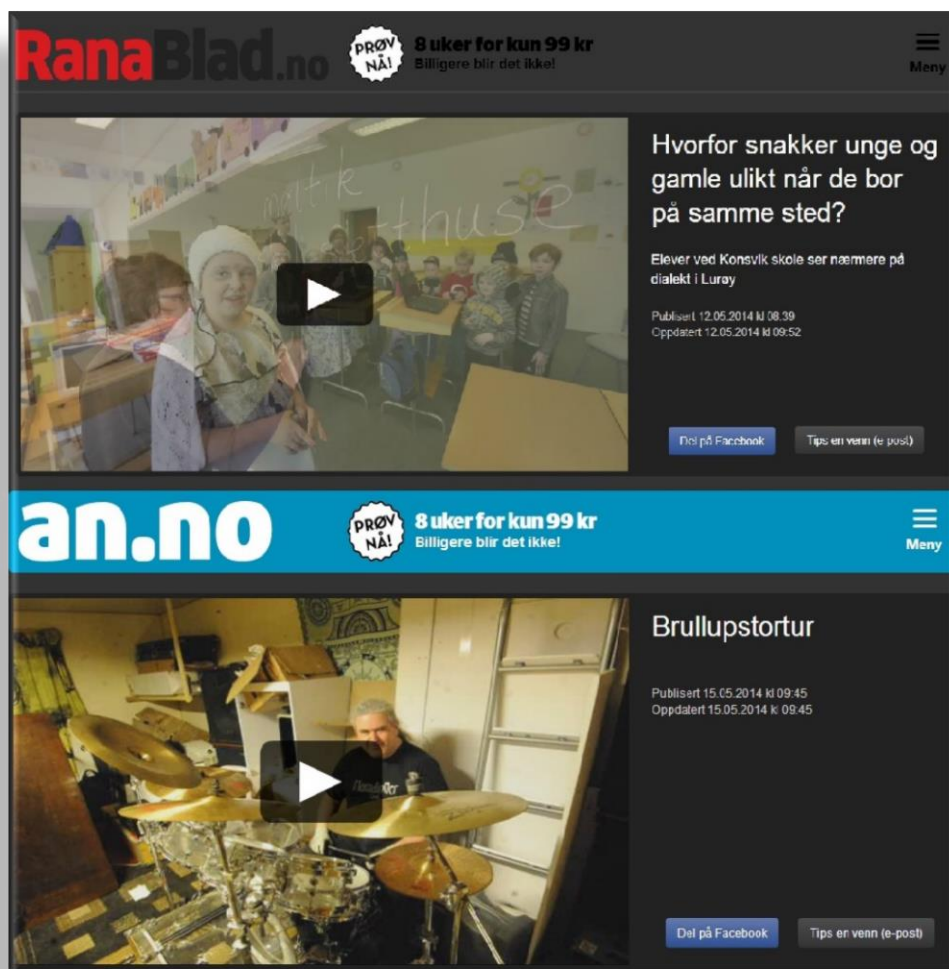 RanaBlad.no
PRØV
NÅ!
8 uker for kun 99 kr
Billigere blir det ikke!
Meny
thuse
Hvorfor snakker unge og
gamle ulikt når de bor
på samme sted?
Elever ved Konsvik skole ser nærmere på
dialekt i Lurøy
Publisert 12.05.2014 kl 08:39
Oppdatert 12.05.2014 kl 09:52
Del på Facebook
Tips en venn (e-post)
an.no
PRØV
NÅ!
8 uker for kun 99 kr
Billigere blir det ikke!
Meny
Brullupstortur
Publisert 15.05.2014 kl 09:45
Oppdatert 15.05.2014 kl 09:45
Del på Facebook
Tips en venn (e-post)